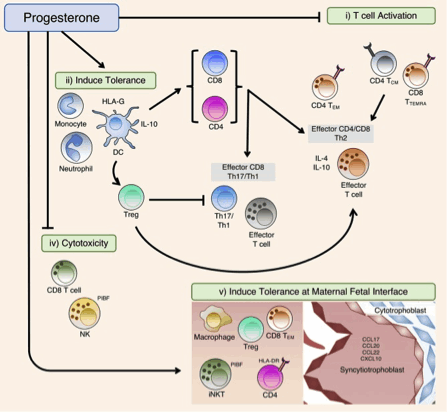 Progesterone
i) T cell Activation
ii) Induce Tolerance
HLA-G
Monocyte
IL-10
Neutrophil
DC
CD8
CD4
CD4 TEM
CD4 TCM
CD8
TTEMRA
Effector CD4/CD8
Th2
IL-4
IL-10
Effector
T cell
Effector CD8
Th17/Th1
Treg
Th17/
Th1
Effector
T cell
iv) Cytotoxicity
CD8 T cell
PIBF
NK
v) Induce Tolerance at Maternal Fetal Interface
Macrophage
Treg
CD8 TEM
PIBF
iNKT
HLA-DR
CD4
Cytotrophoblast
CCL17
CCL20
CCL22
CXCL10
Syncytiotrophoblast